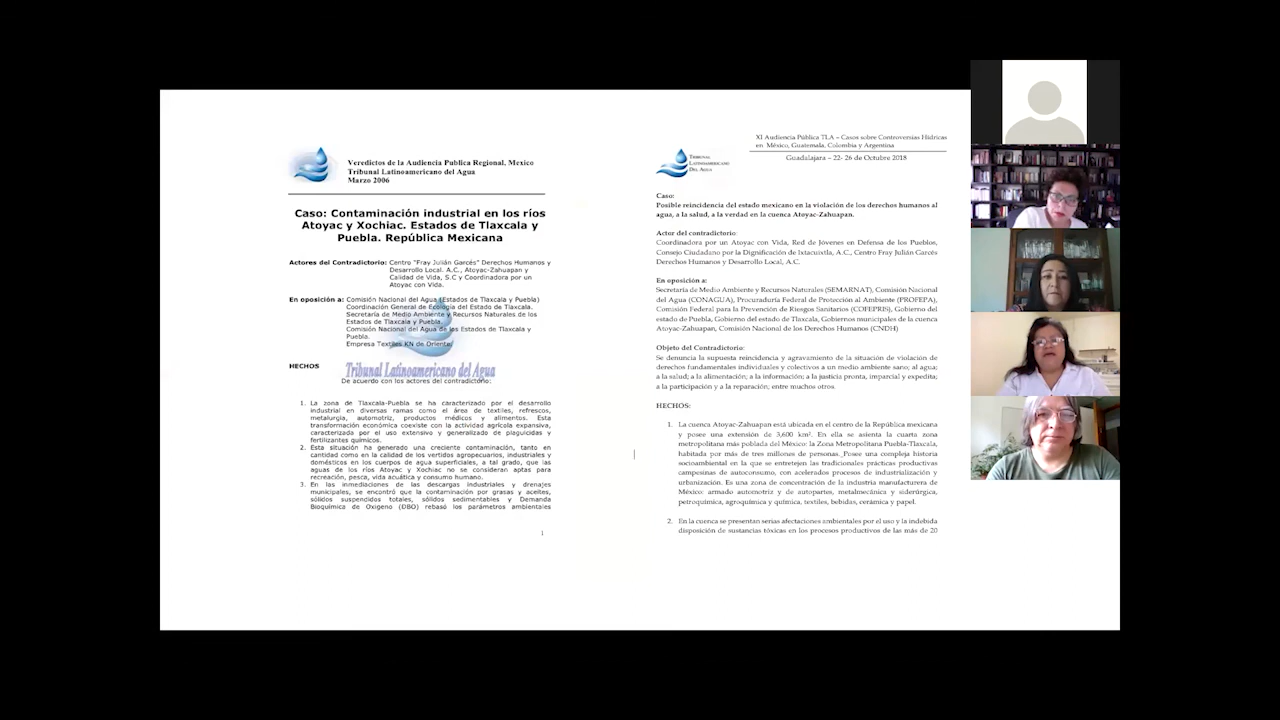 Veredictos de la Audiencia Publica Regional, Mexico
Tribunal Latinoamericano del Agua
Marzo 2006
Caso: Contaminación industrial en los ríos
Atoyac y Xochiac. Estados de Tlaxcala y
Puebla. República Mexicana
Actores del Contradictorio: Centro "Fray Julián Garcés" Derechos Humanos y
Desarrollo Local. A.C., Atoyac-Zahuapan y
Calidad de Vida, S.C y Coordinadora por un
Atoyac con Vida.
En oposición a: Comisión Nacional del Agua (Estados de Tlaxcala y Puebla)
Coordinación General de Ecología del Estado de Tlaxcala.
Secretaría de Medio Ambiente y Recursos Naturales de los
Estados de Tlaxcala y Puebla.
Comisión Nacional del Agua de los Estados de Tlaxcala y
Puebla.
Empresa Textiles KN de Oriente.
HECHOS
Tribunal Latinoamericano del Agua
De acuerdo con los actores del contradictorio:
1. La zona de Tlaxcala-Puebla se ha caracterizado por el desarrollo
industrial en diversas ramas como el área de textiles, refrescos,
metalurgia, automotriz, productos médicos y alimentos. Esta
transformación económica coexiste con la actividad agrícola expansiva,
caracterizada por el uso extensivo y generalizado de plaguicidas y
fertilizantes químicos.
2. Esta situación ha generado una creciente contaminación, tanto en
cantidad como en la calidad de los vertidos agropecuarios, industriales y
domésticos en los cuerpos de agua superficiales, a tal grado, que las
aguas de los ríos Atoyac y Xochiac no se consideran aptas para
recreación, pesca, vida acuática y consumo humano.
3. En las inmediaciones de las descargas industriales y drenajes
municipales, se encontró que la contaminación por grasas y aceites,
sólidos suspendidos totales, sólidos sedimentables y Demanda
Bioquímica de Oxigeno (DBO) rebasó los parámetros ambientales
1
XI Audiencia Pública TLA – Casos sobre Controversias Hídricas
en México, Guatemala, Colombia y Argentina
Guadalajara – 22- 26 de Octubre 2018
TRIBUNAL
LATINOAMERICANO
DEL AGUA
Caso:
Posible reincidencia del estado mexicano en la violación de los derechos humanos al
agua, a la salud, a la verdad en la cuenca Atoyac-Zahuapan.
Actor del contradictorio:
Coordinadora por un Atoyac con Vida, Red de Jóvenes en Defensa de los Pueblos,
Consejo Ciudadano por la Dignificación de Ixtacuixtla, A.C., Centro Fray Julián Garcés
Derechos Humanos y Desarrollo Local, A.C.
En oposición a:
Secretaría de Medio Ambiente y Recursos Naturales (SEMARNAT), Comisión Nacional
del Agua (CONAGUA), Procuraduría Federal de Protección al Ambiente (PROFEPA),
Comisión Federal para la Prevención de Riesgos Sanitarios (COFEPRIS), Gobierno del
estado de Puebla, Gobierno del estado de Tlaxcala, Gobiernos municipales de la cuenca
Atoyac-Zahuapan, Comisión Nacional de los Derechos Humanos (CNDH)
Objeto del Contradictorio:
Se denuncia la supuesta reincidencia y agravamiento de la situación de violación de
derechos fundamentales individuales y colectivos a un medio ambiente sano; al agua;
a la salud; a la alimentación; a la información; a la justicia pronta, imparcial y expedita;
a la participación y a la reparación; entre muchos otros
HECHOS:
1. La cuenca Atoyac-Zahuapan está ubicada en el centro de la República mexicana
y posee una extensión de 3,600 km². En ella se asienta la cuarta zona
metropolitana más poblada del México: la Zona Metropolitana Puebla-Tlaxcala,
habitada por más de tres millones de personas. Posee una compleja historia
socioambiental en la que se entretejen las tradicionales prácticas productivas
campesinas de autoconsumo, con acelerados procesos de industrialización y
urbanización. Es una zona de concentración de la industria manufacturera de
México: armado automotriz y de autopartes, metalmecánica y siderúrgica,
petroquímica, agroquímica y química, textiles, bebidas, cerámica y papel.
2. En la cuenca se presentan serias afectaciones ambientales por el uso y la indebida
disposición de sustancias tóxicas en los procesos productivos de las más de 20